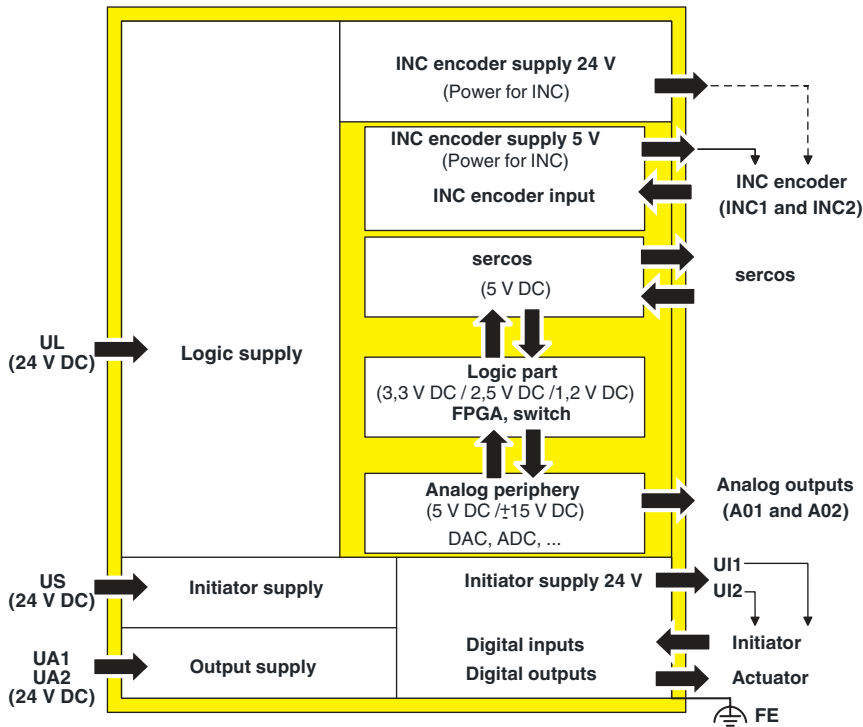 INC encoder supply 24 V
(Power for INC)
INC encoder supply 5 V
(Power for INC)
INC encoder input
INC encoder
(INC1 and INC2)
sercos
(5 V DC)
sercos
UL
(24 V DC)
Logic supply
Logic part
(3,3 V DC / 2,5 V DC /1,2 V DC)
FPGA, switch
Analog periphery
(5 V DC /±15 V DC)
DAC, ADC, ...
Analog outputs
(A01 and A02)
US
(24 V DC)
Initiator supply
Initiator supply 24 V
UI1
UI2
UA1
UA2
(24 V DC)
Output supply
Digital inputs
Digital outputs
Initiator
Actuator
FE